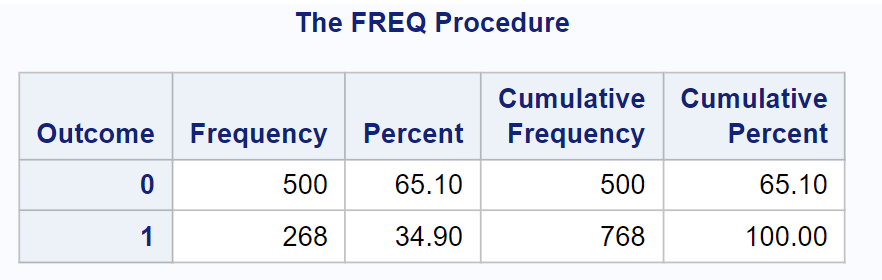 The FREQ Procedure
Cumulative Cumulative
Outcome Frequency Percent Frequency Percent
0 500 65.10 500 65.10
1 268 34.90 768 100.00